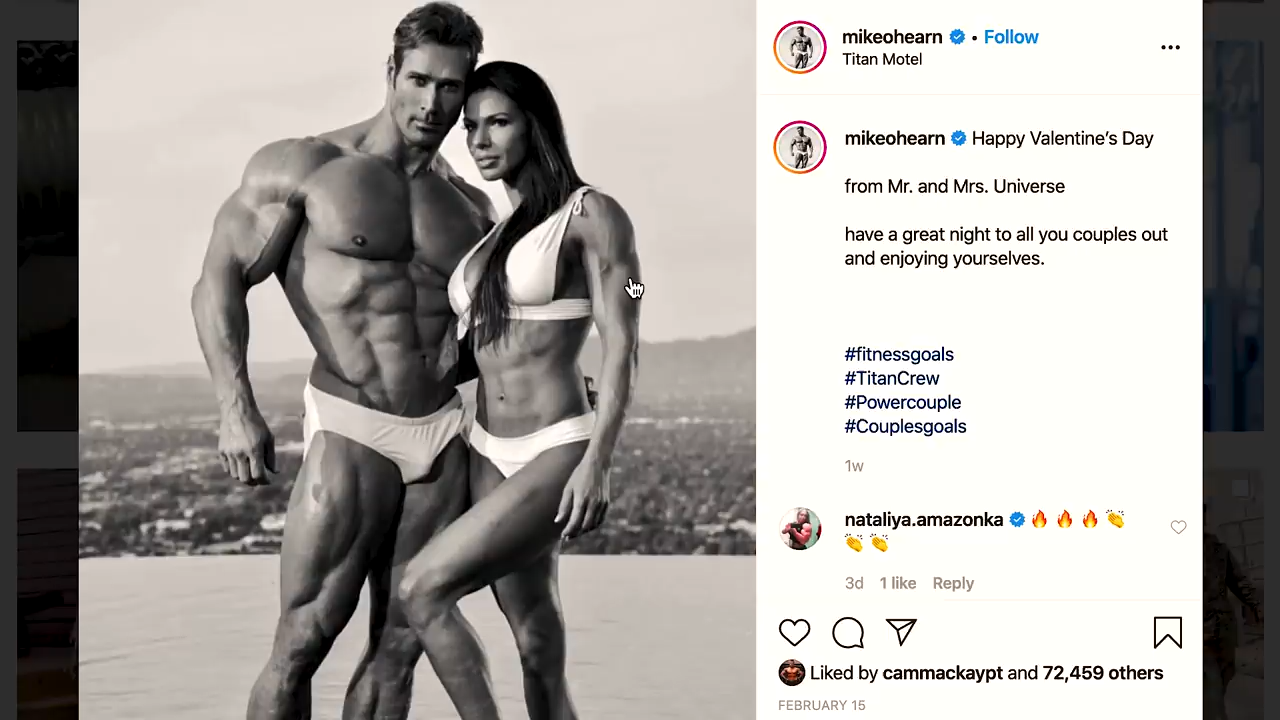 mikeohearn • Follow
Titan Motel
mikeohearn Happy Valentine’s Day
from Mr. and Mrs. Universe
have a great night to all you couples out
and enjoying yourselves.
#fitnessgoals
#TitanCrew
#Powercouple
#Couplesgoals
1w
nataliya.amazonka 🔥 🔥 🔥 👏
👏 👏
3d 1 like Reply
Liked by cammackaypt and 72,459 others
FEBRUARY 15